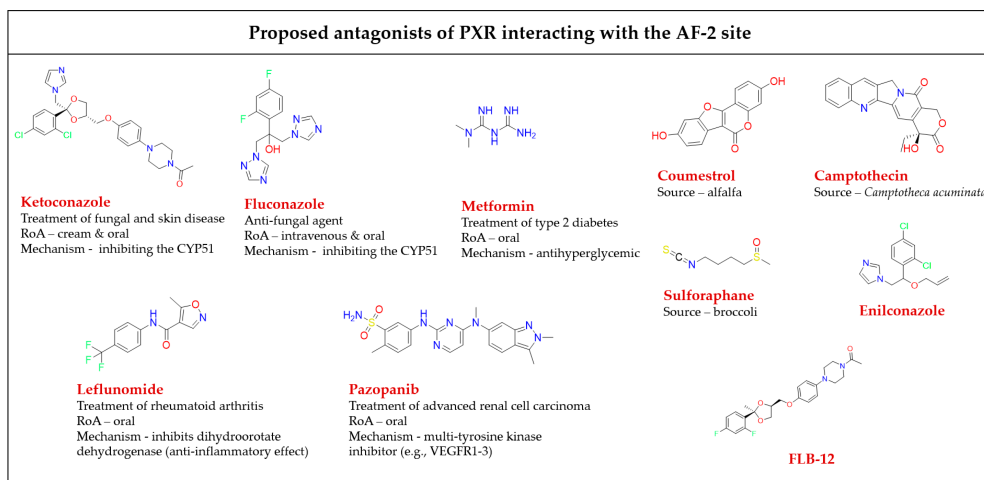 Proposed antagonists of PXR interacting with the AF-2 site
Ketoconazole
Treatment of fungal and skin disease
RoA – cream & oral
Mechanism - inhibiting the CYP51
Fluconazole
Anti-fungal agent
RoA – intravenous & oral
Mechanism - inhibiting the CYP51
Metformin
Treatment of type 2 diabetes
RoA – oral
Mechanism - antihyperglycemic
Coumestrol
Source – alfalfa
Camptothecin
Source – Camptotheca acuminata
Sulforaphane
Source – broccoli
Enilconazole
Leflunomide
Treatment of rheumatoid arthritis
RoA – oral
Mechanism - inhibits dihydroorotate
dehydrogenase (anti-inflammatory effect)
Pazopanib
Treatment of advanced renal cell carcinoma
RoA – oral
Mechanism - multi-tyrosine kinase
inhibitor (e.g., VEGFR1-3)
FLB-12